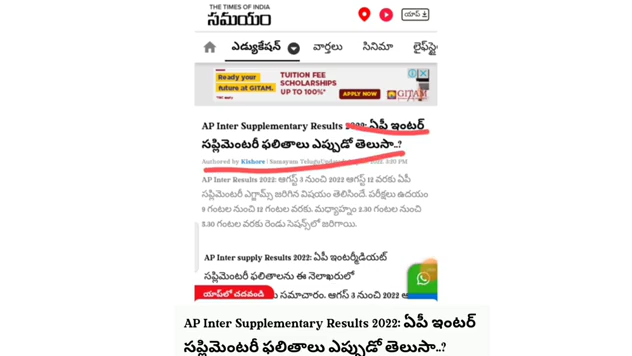 THE TIMES OF INDIA
సమయం
యాప్
ఎడ్యుకేషన్ వార్తలు సినిమా లైఫ్‌స్టై
Ready your future at GITAM.
TUITION FEE SCHOLARSHIPS UP TO 100%*
APPLY NOW
GITAM
AP Inter Supplementary Results 2022: ఏపీ ఇంటర్
సప్లిమెంటరీ ఫలితాలు ఎప్పుడో తెలుసా..?
Authored by Kishore | Samayam Telugu
AP Inter Results 2022: ఆగస్ట్‌ 3 నుంచి 2022 ఆగస్ట్‌ 12 వరకు ఏపీ
సప్లిమెంటరీ ఎగ్జామ్స్‌ జరిగిన విషయం తెలిసిందే. పరీక్షలు ఉదయం
9 గంటల నుంచి 12 గంటల వరకు. మధ్యాహ్నం 2.30 గంటల నుంచి
5.30 గంటల వరకు రెండు సెషన్స్‌లో జరిగాయి.
AP Inter supply Results 2022: ఏపీ ఇంటర్మీడియట్‌
సప్లిమెంటరీ ఫలితాలను ఈ నెలాఖరులో
యాప్‌లో చదవండి
సమాచారం. ఆగస్ 3 నుంచి 2022 ఆ
AP Inter Supplementary Results 2022: ఏపీ ఇంటర్
సప్లిమెంటరీ ఫలితాలు ఎప్పుడో తెలుసా..?